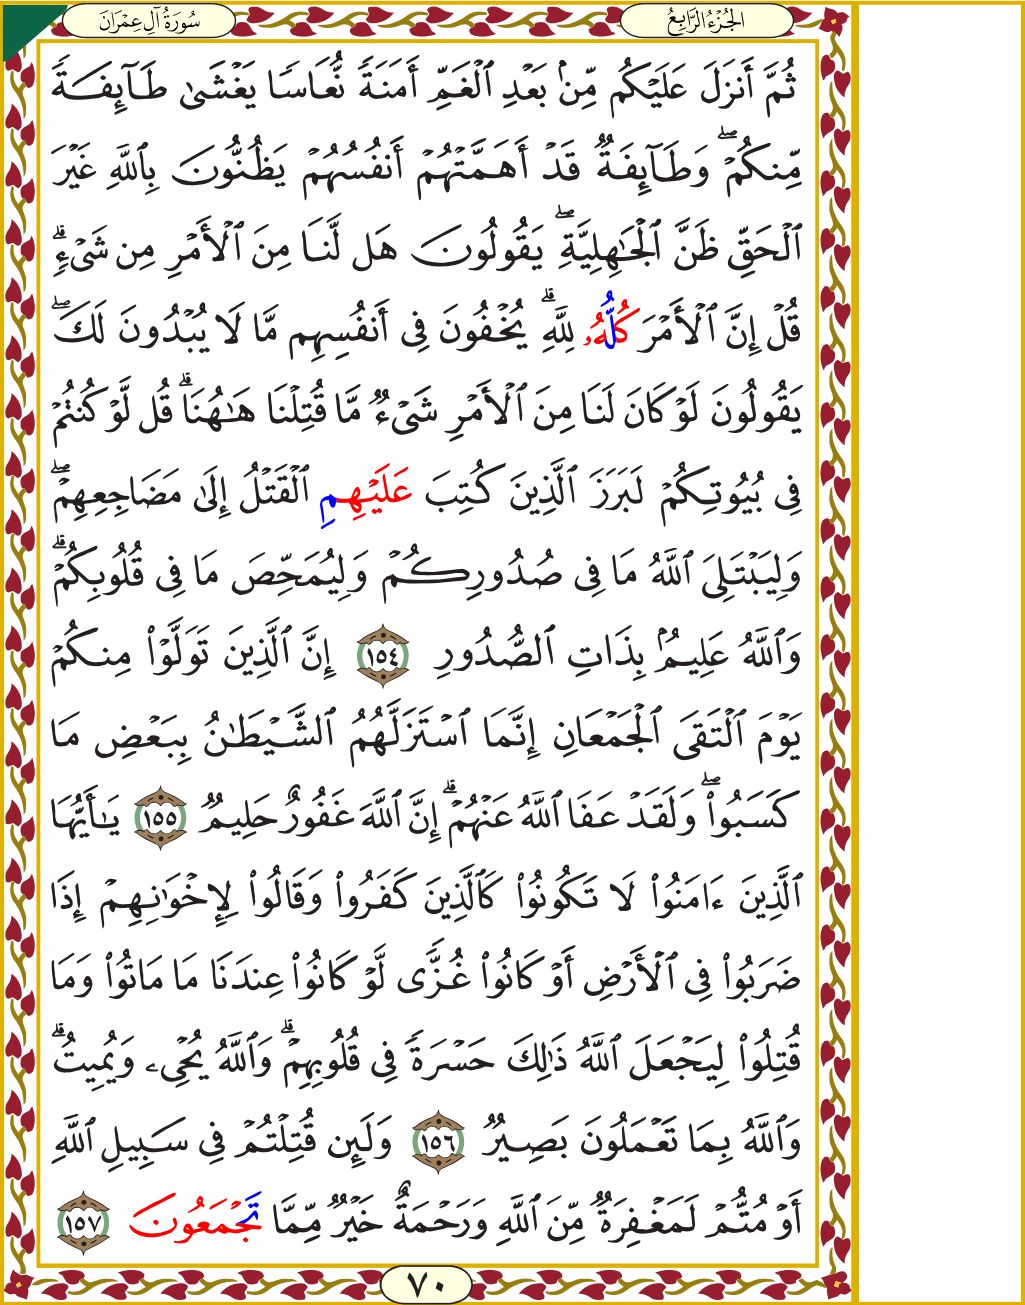 الجُزْءُ الرَّابِعُ
سُورَةُ آلِ عِمْرَانَ
ثُمَّ أَنزَلَ عَلَيْكُم مِّنۢ بَعْدِ ٱلْغَمِّ أَمَنَةًۭ نُّعَاسًۭا يَغْشَىٰ طَآئِفَةًۭ
مِّنكُمْ ۖ وَطَآئِفَةٌۭ قَدْ أَهَمَّتْهُمْ أَنفُسُهُمْ يَظُنُّونَ بِٱللَّهِ غَيْرَ
ٱلْحَقِّ ظَنَّ ٱلْجَٰهِلِيَّةِ ۖ يَقُولُونَ هَل لَّنَا مِنَ ٱلْأَمْرِ مِن شَىْءٍۢ ۗ
قُلْ إِنَّ ٱلْأَمْرَ كُلُّهُۥ لِلَّهِ ۗ يُخْفُونَ فِىٓ أَنفُسِهِم مَّا لَا يُبْدُونَ لَكَ ۖ
يَقُولُونَ لَوْ كَانَ لَنَا مِنَ ٱلْأَمْرِ شَىْءٌۭ مَّا قُتِلْنَا هَٰهُنَا ۗ قُل لَّوْ كُنتُمْ
فِى بُيُوتِكُمْ لَبَرَزَ ٱلَّذِينَ كُتِبَ عَلَيْهِمِ ٱلْقَتْلُ إِلَىٰ مَضَاجِعِهِمْ ۖ
وَلِيَبْتَلِىَ ٱللَّهُ مَا فِى صُدُورِكُمْ وَلِيُمَحِّصَ مَا فِى قُلُوبِكُمْ ۗ
وَٱللَّهُ عَلِيمٌۢ بِذَاتِ ٱلصُّدُورِ ١٥٤ إِنَّ ٱلَّذِينَ تَوَلَّوْا۟ مِنكُمْ
يَوْمَ ٱلْتَقَى ٱلْجَمْعَانِ إِنَّمَا ٱسْتَزَلَّهُمُ ٱلشَّيْطَٰنُ بِبَعْضِ مَا
كَسَبُوا۟ ۖ وَلَقَدْ عَفَا ٱللَّهُ عَنْهُمْ ۗ إِنَّ ٱللَّهَ غَفُورٌ حَلِيمٌۭ ١٥٥ يَٰٓأَيُّهَا
ٱلَّذِينَ ءَامَنُوا۟ لَا تَكُونُوا۟ كَٱلَّذِينَ كَفَرُوا۟ وَقَالُوا۟ لِإِخْوَٰنِهِمْ إِذَا
ضَرَبُوا۟ فِى ٱلْأَرْضِ أَوْ كَانُوا۟ غُزًّۭى لَّوْ كَانُوا۟ عِندَنَا مَا مَاتُوا۟ وَمَا
قُتِلُوا۟ لِيَجْعَلَ ٱللَّهُ ذَٰلِكَ حَسْرَةًۭ فِى قُلُوبِهِمْ ۗ وَٱللَّهُ يُحْىِۦ وَيُمِيتُ ۗ
وَٱللَّهُ بِمَا تَعْمَلُونَ بَصِيرٌۭ ١٥٦ وَلَئِن قُتِلْتُمْ فِى سَبِيلِ ٱللَّهِ
أَوْ مُتُّمْ لَمَغْفِرَةٌۭ مِّنَ ٱللَّهِ وَرَحْمَةٌ خَيْرٌۭ مِّمَّا تَجْمَعُونَ ١٥٧
٧٠